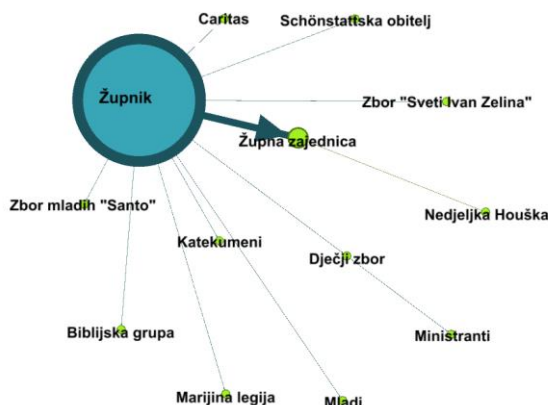 Caritas
Schönstattska obitelj
Župnik
Zbor "Sveti Ivan Zelina"
Župna zajednica
Zbor mladih "Santo"
Nedjeljka Houška
Katekumeni
Dječji zbor
Biblijska grupa
Ministranti
Marijina legija
Mladi